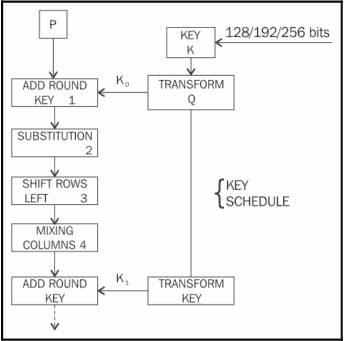 P
KEY
K
128/192/256 bits
ADD ROUND
KEY 1
K₀
TRANSFORM
Q
SUBSTITUTION
2
SHIFT ROWS
LEFT 3
KEY
SCHEDULE
MIXING
COLUMNS 4
ADD ROUND
KEY
K₁
TRANSFORM
KEY